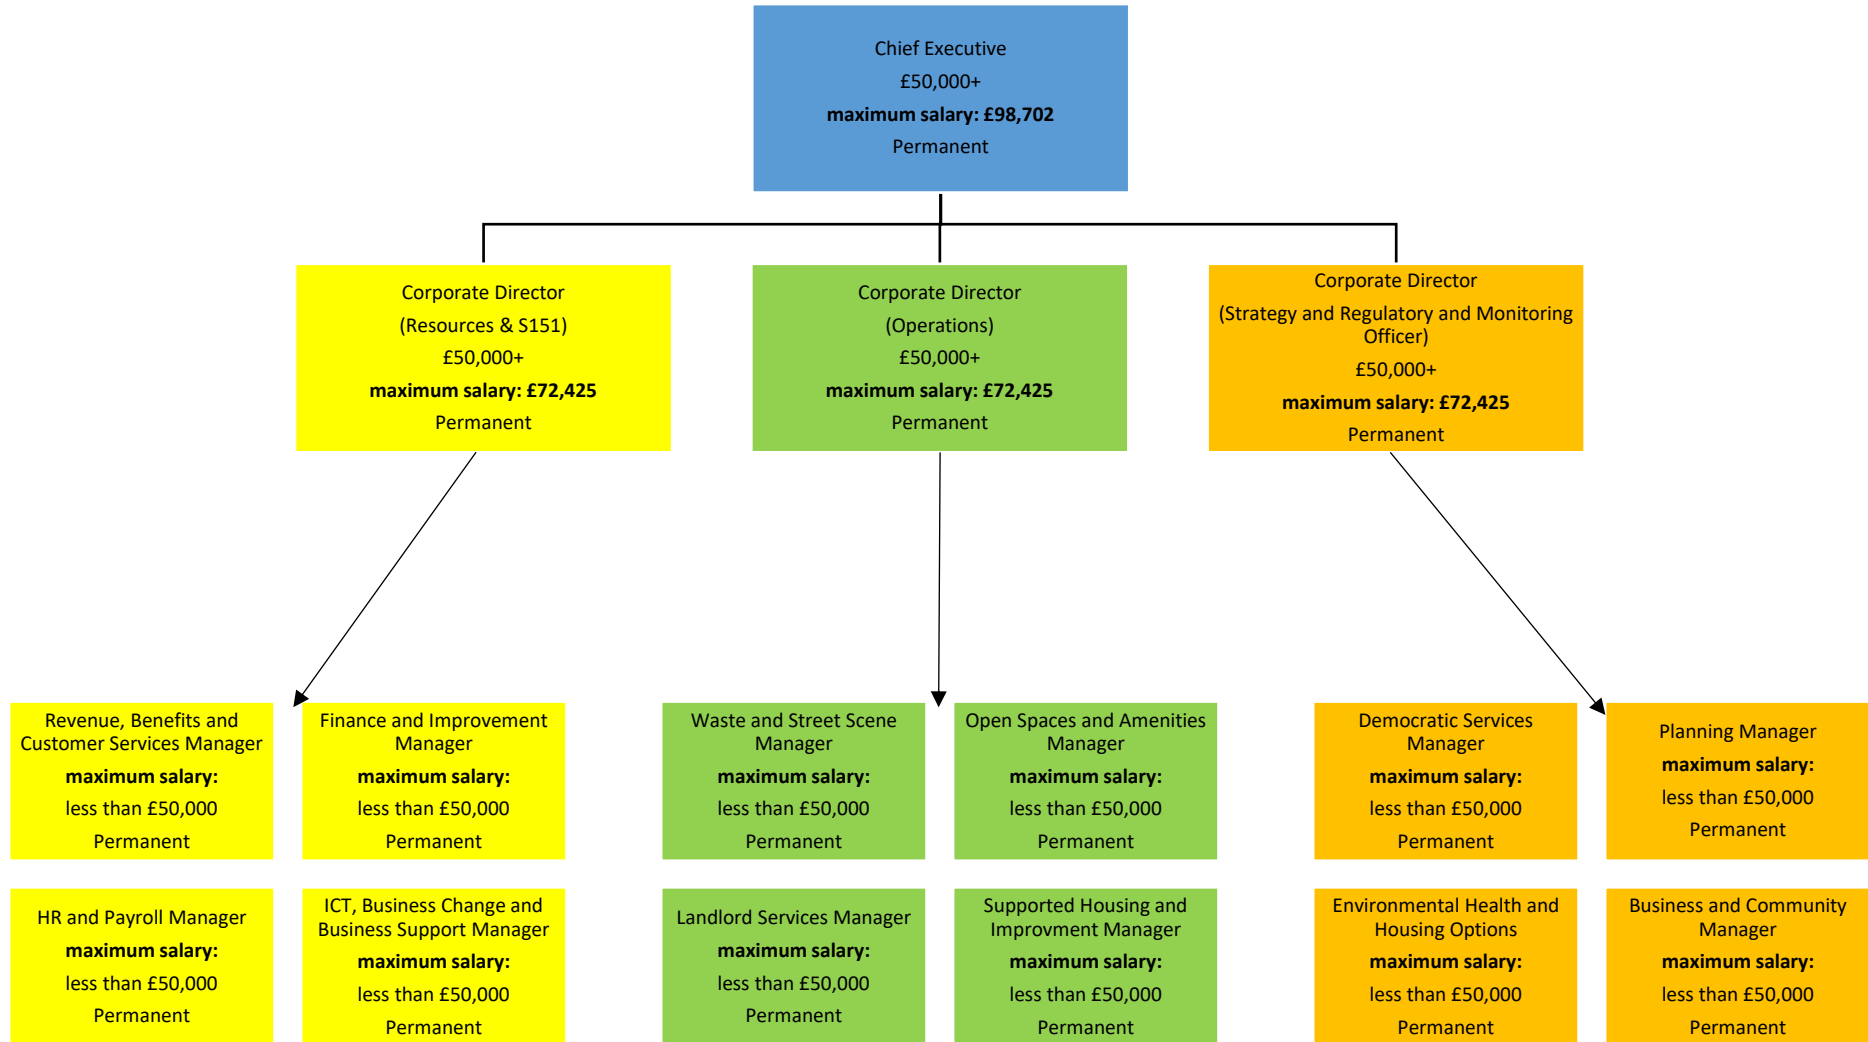 Chief Executive
£50,000+
maximum salary: £98,702
Permanent
Corporate Director
(Resources & S151)
£50,000+
maximum salary: £72,425
Permanent
Corporate Director
(Operations)
£50,000+
maximum salary: £72,425
Permanent
Corporate Director
(Strategy and Regulatory and Monitoring
Officer)
£50,000+
maximum salary: £72,425
Permanent
Revenue, Benefits and
Customer Services Manager
maximum salary:
less than £50,000
Permanent
Finance and Improvement
Manager
maximum salary:
less than £50,000
Permanent
Waste and Street Scene
Manager
maximum salary:
less than £50,000
Permanent
Open Spaces and Amenities
Manager
maximum salary:
less than £50,000
Permanent
Democratic Services
Manager
maximum salary:
less than £50,000
Permanent
Planning Manager
maximum salary:
less than £50,000
Permanent
HR and Payroll Manager
maximum salary:
less than £50,000
Permanent
ICT, Business Change and
Business Support Manager
maximum salary:
less than £50,000
Permanent
Landlord Services Manager
maximum salary:
less than £50,000
Permanent
Supported Housing and
Improvment Manager
maximum salary:
less than £50,000
Permanent
Environmental Health and
Housing Options
maximum salary:
less than £50,000
Permanent
Business and Community
Manager
maximum salary:
less than £50,000
Permanent